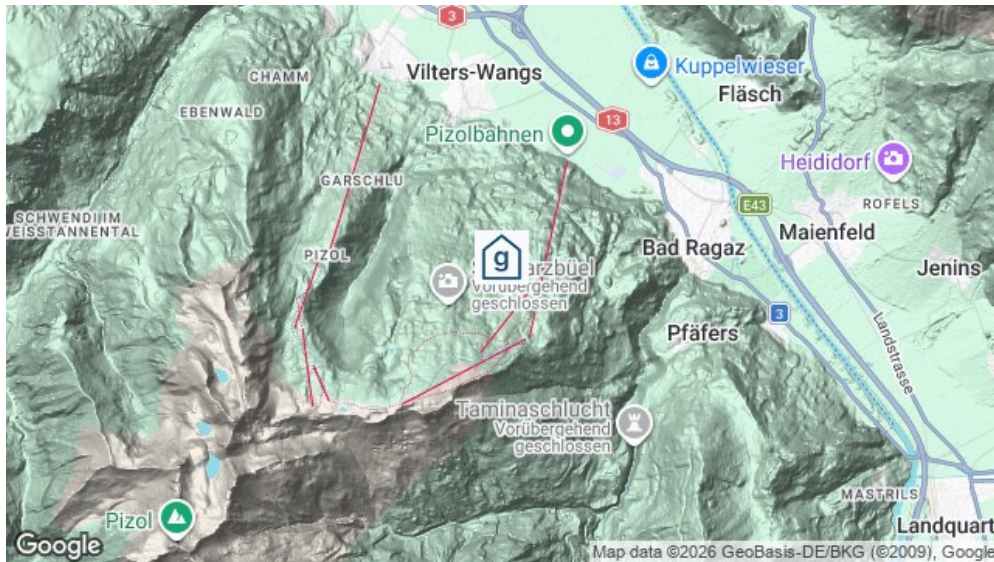 3
CHAMM
Vilters-Wangs
Kuppelwieser
Fläsch
EBENWALD
13
Pizolbahnen
Heididorf
GARSCHLU
E43
ROFELS
SCHWENDI IM
WEISSTANNENTAL
Maienfeld
PIZOL
Bad Ragaz
g
Vorübergehend
geschlossen
Jenins
3
Pfäfers
Landstrasse
Taminaschlucht
Vorübergehend
geschlossen
MASTRILS
Pizol
Landquart
Google
Map data ©2026 GeoBasis-DE/BKG (©2009), Google